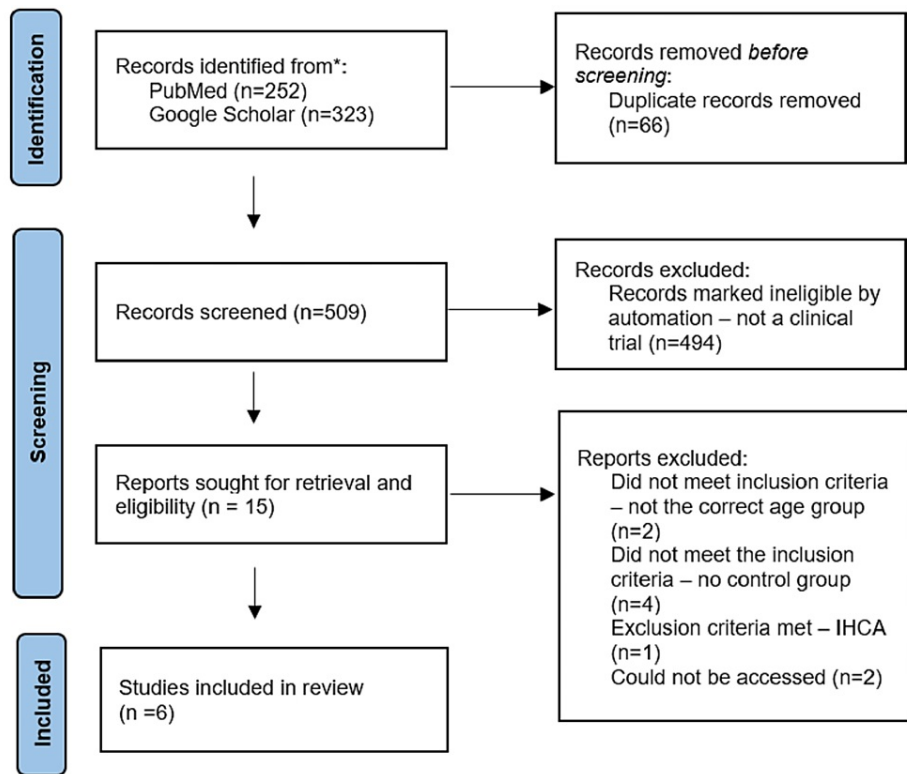 Identification
Records identified from*:
PubMed (n=252)
Google Scholar (n=323)
Records removed before
screening:
Duplicate records removed
(n=66)
Screening
Records screened (n=509)
Records excluded:
Records marked ineligible by
automation – not a clinical
trial (n=494)
Reports sought for retrieval and
eligibility (n = 15)
Reports excluded:
Did not meet inclusion criteria
– not the correct age group
(n=2)
Did not meet the inclusion
criteria – no control group
(n=4)
Exclusion criteria met – IHCA
(n=1)
Could not be accessed (n=2)
Included
Studies included in review
(n =6)